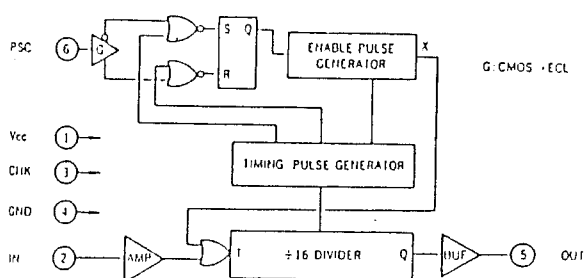 PSC 6 G
S Q
R
ENABLE PULSE
GENERATOR
X
G:CMOS→ECL
Vcc 1
CHK 3
GND 4
TIMING PULSE GENERATOR
IN 2 AMP
T ÷16 DIVIDER Q
BUF 5 OUT